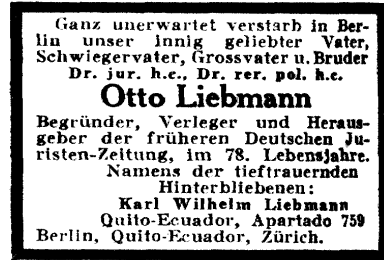 Ganz unerwartet verstarb in Ber-
lin unser innig geliebter Vater,
Schwiegervater, Grossvater u. Bruder
Dr. jur. h.c., Dr. rer. pol. h.c.
Otto Liebmann
Begründer, Verleger und Heraus-
geber der früheren Deutschen Ju-
risten-Zeitung, im 78. Lebensjahre.
Namens der tieftrauernden
Hinterbliebenen:
Karl Wilhelm Liebmann
Quito-Ecuador, Apartado 759
Berlin, Quito-Ecuador, Zürich.